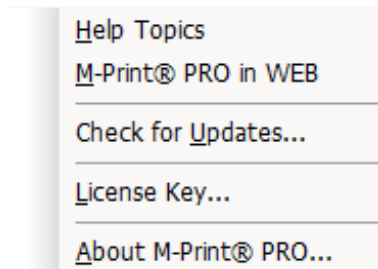 Help Topics
M-Print® PRO in WEB
Check for Updates...
License Key...
About M-Print® PRO...